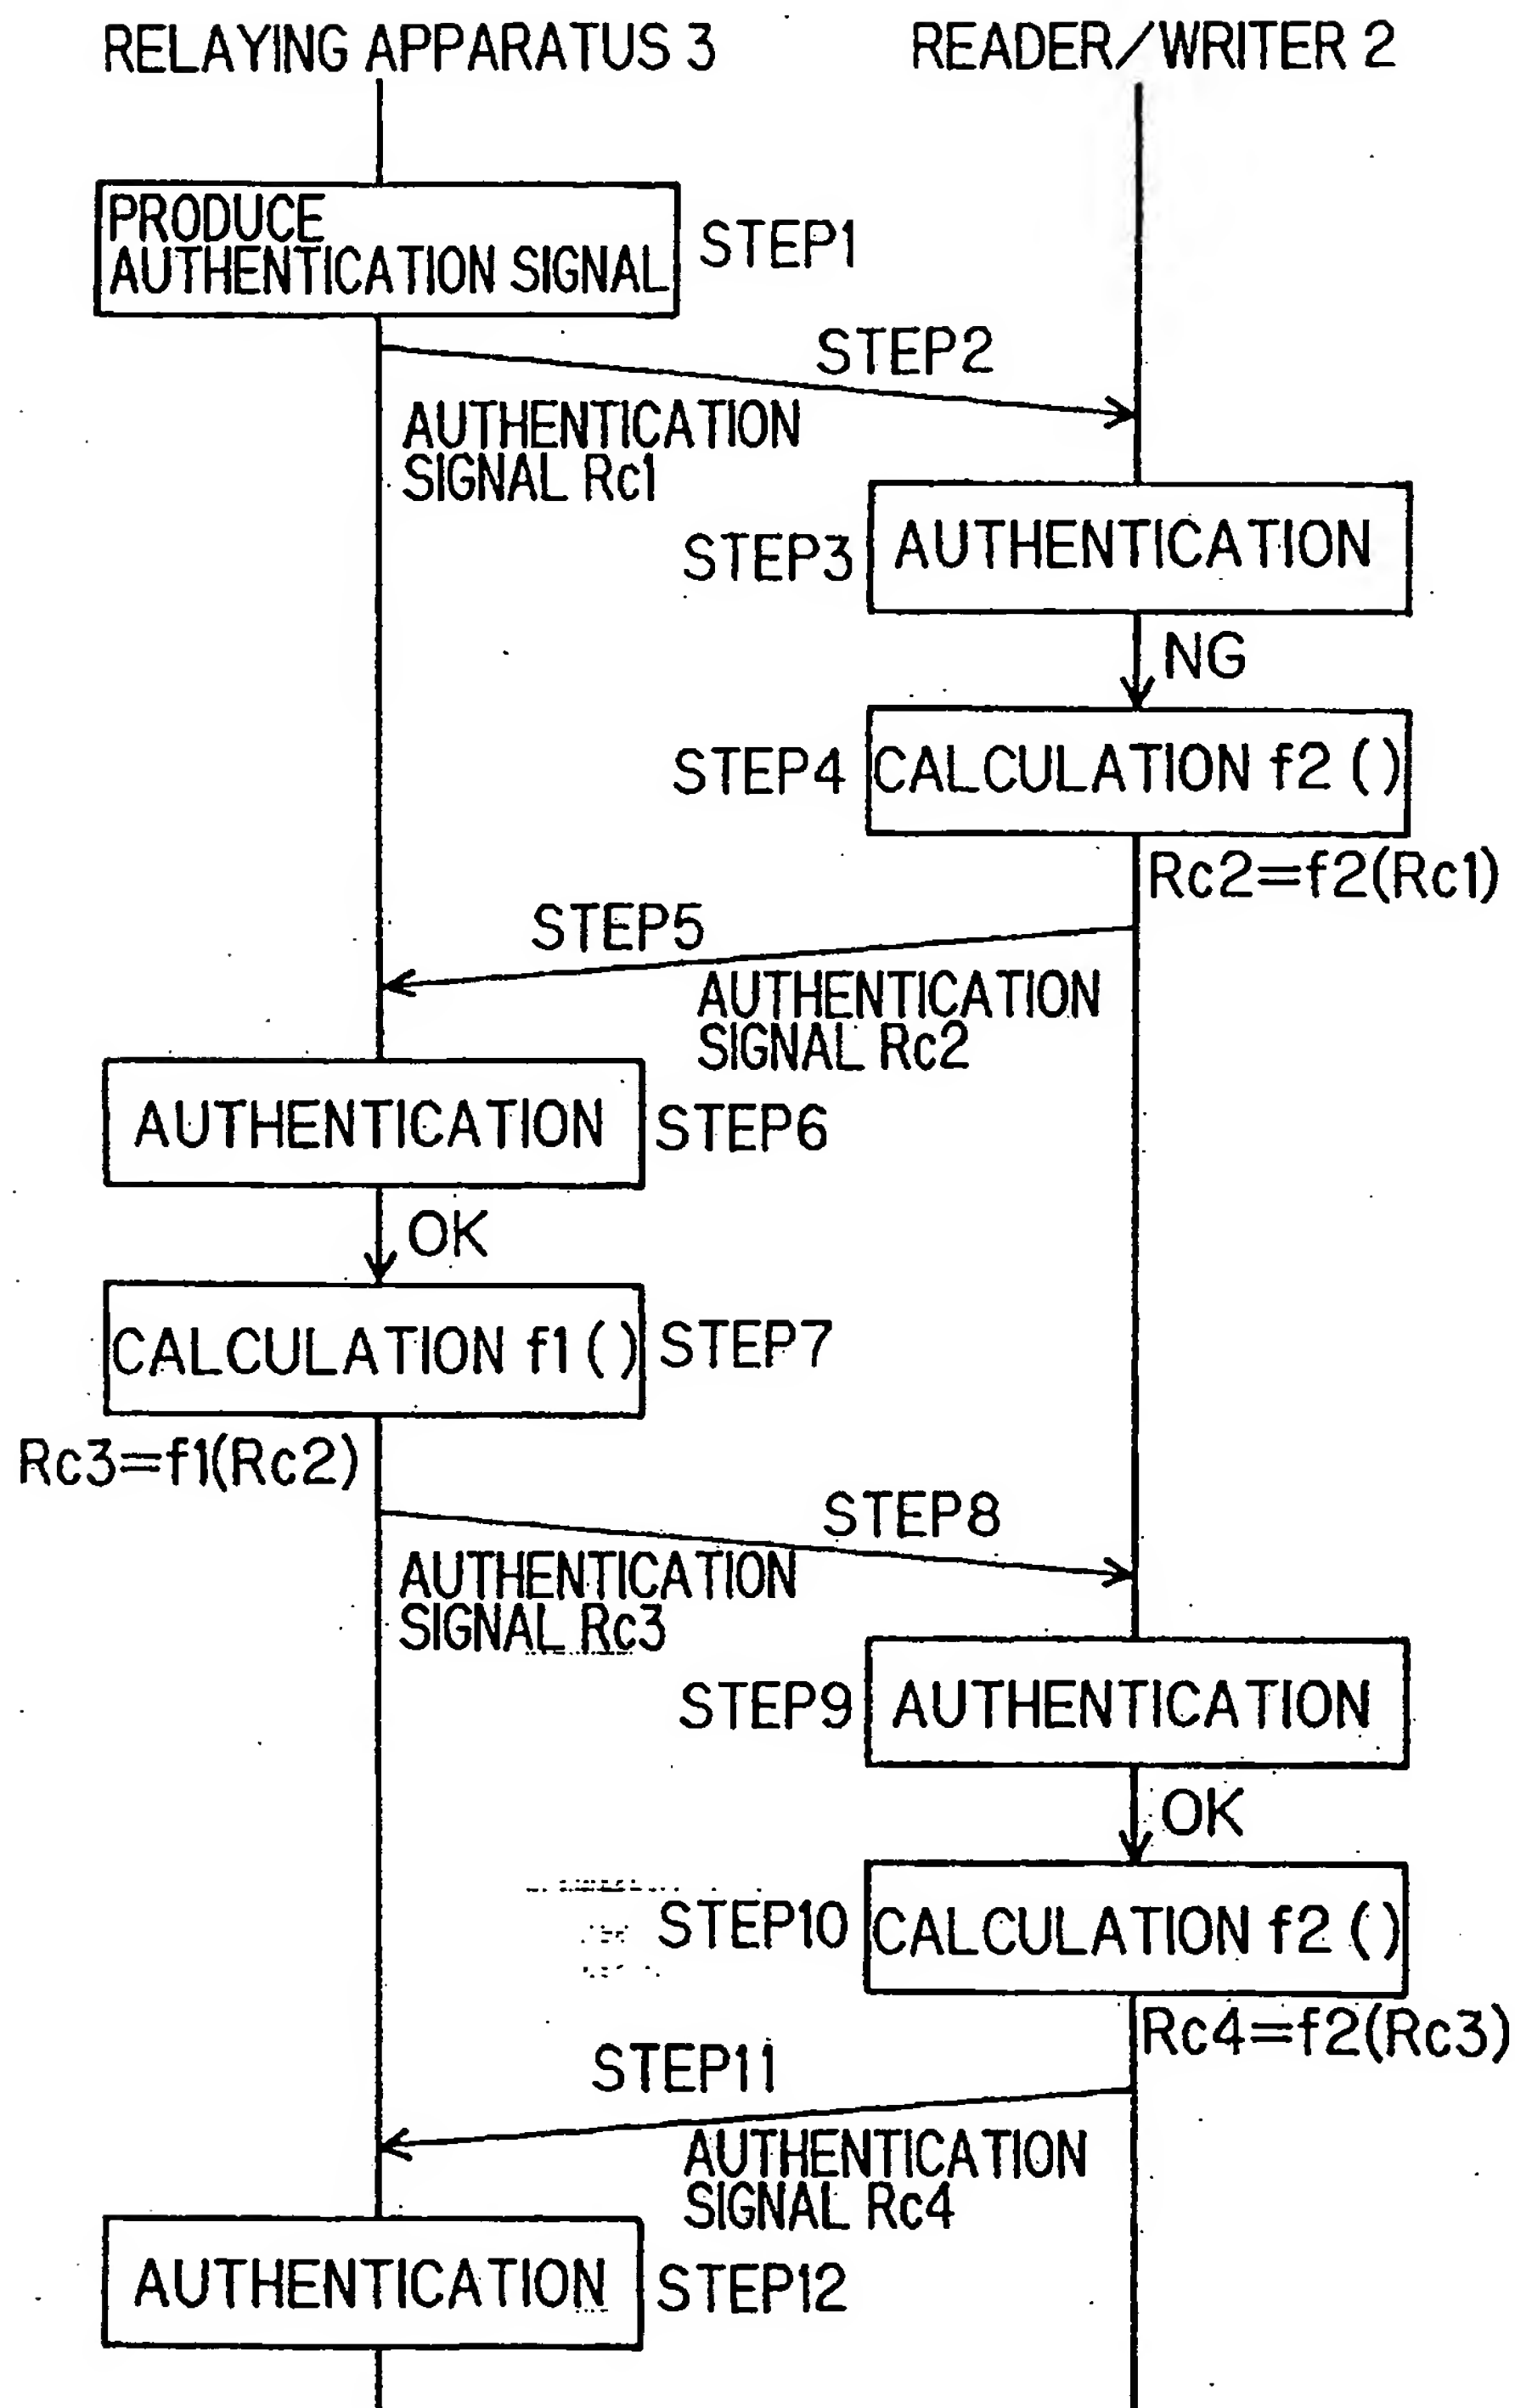 RELAYING APPARATUS 3
READER/WRITER 2
PRODUCE
AUTHENTICATION SIGNAL
STEP1
STEP2
AUTHENTICATION
SIGNAL Rc1
STEP3
AUTHENTICATION
NG
STEP4
CALCULATION f2 ()
Rc2=f2(Rc1)
STEP5
AUTHENTICATION
SIGNAL Rc2
AUTHENTICATION
STEP6
OK
CALCULATION f1 ()
STEP7
Rc3=f1(Rc2)
STEP8
AUTHENTICATION
SIGNAL Rc3
STEP9
AUTHENTICATION
OK
STEP10
CALCULATION f2 ()
Rc4=f2(Rc3)
STEP11
AUTHENTICATION
SIGNAL Rc4
AUTHENTICATION
STEP12